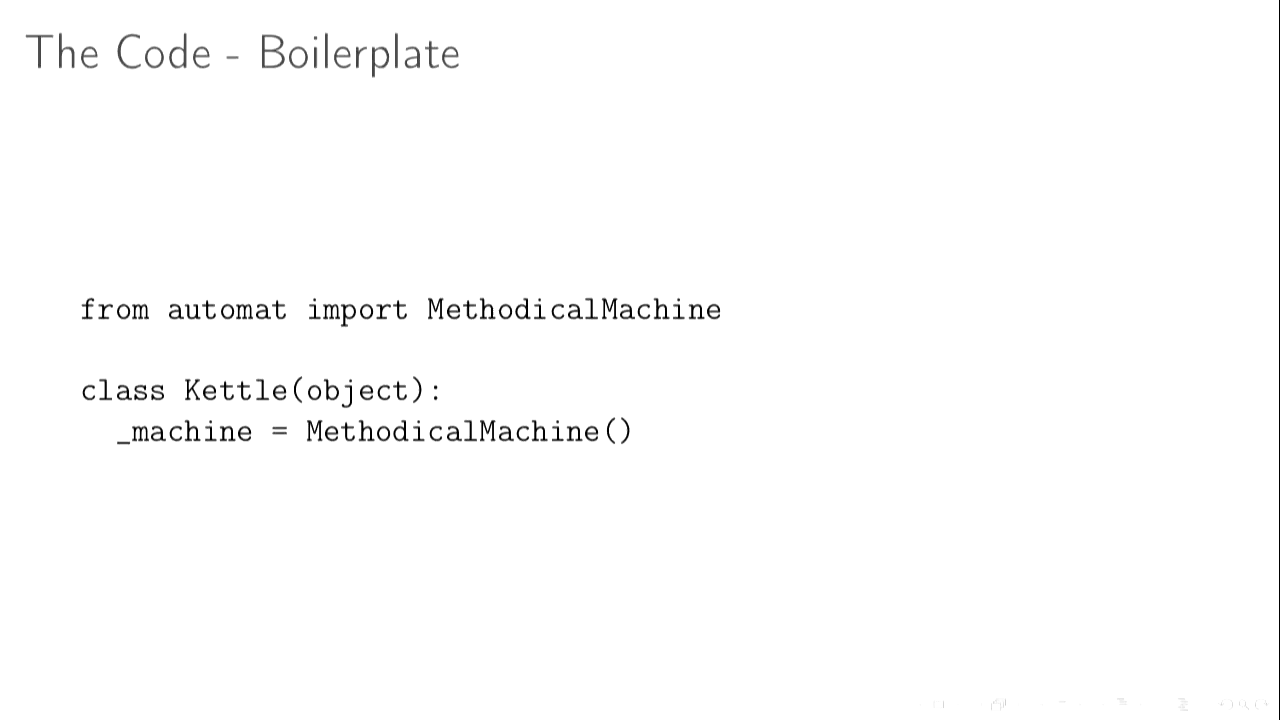 The Code - Boilerplate
from automat import MethodicalMachine
class Kettle(object):
  _machine = MethodicalMachine()